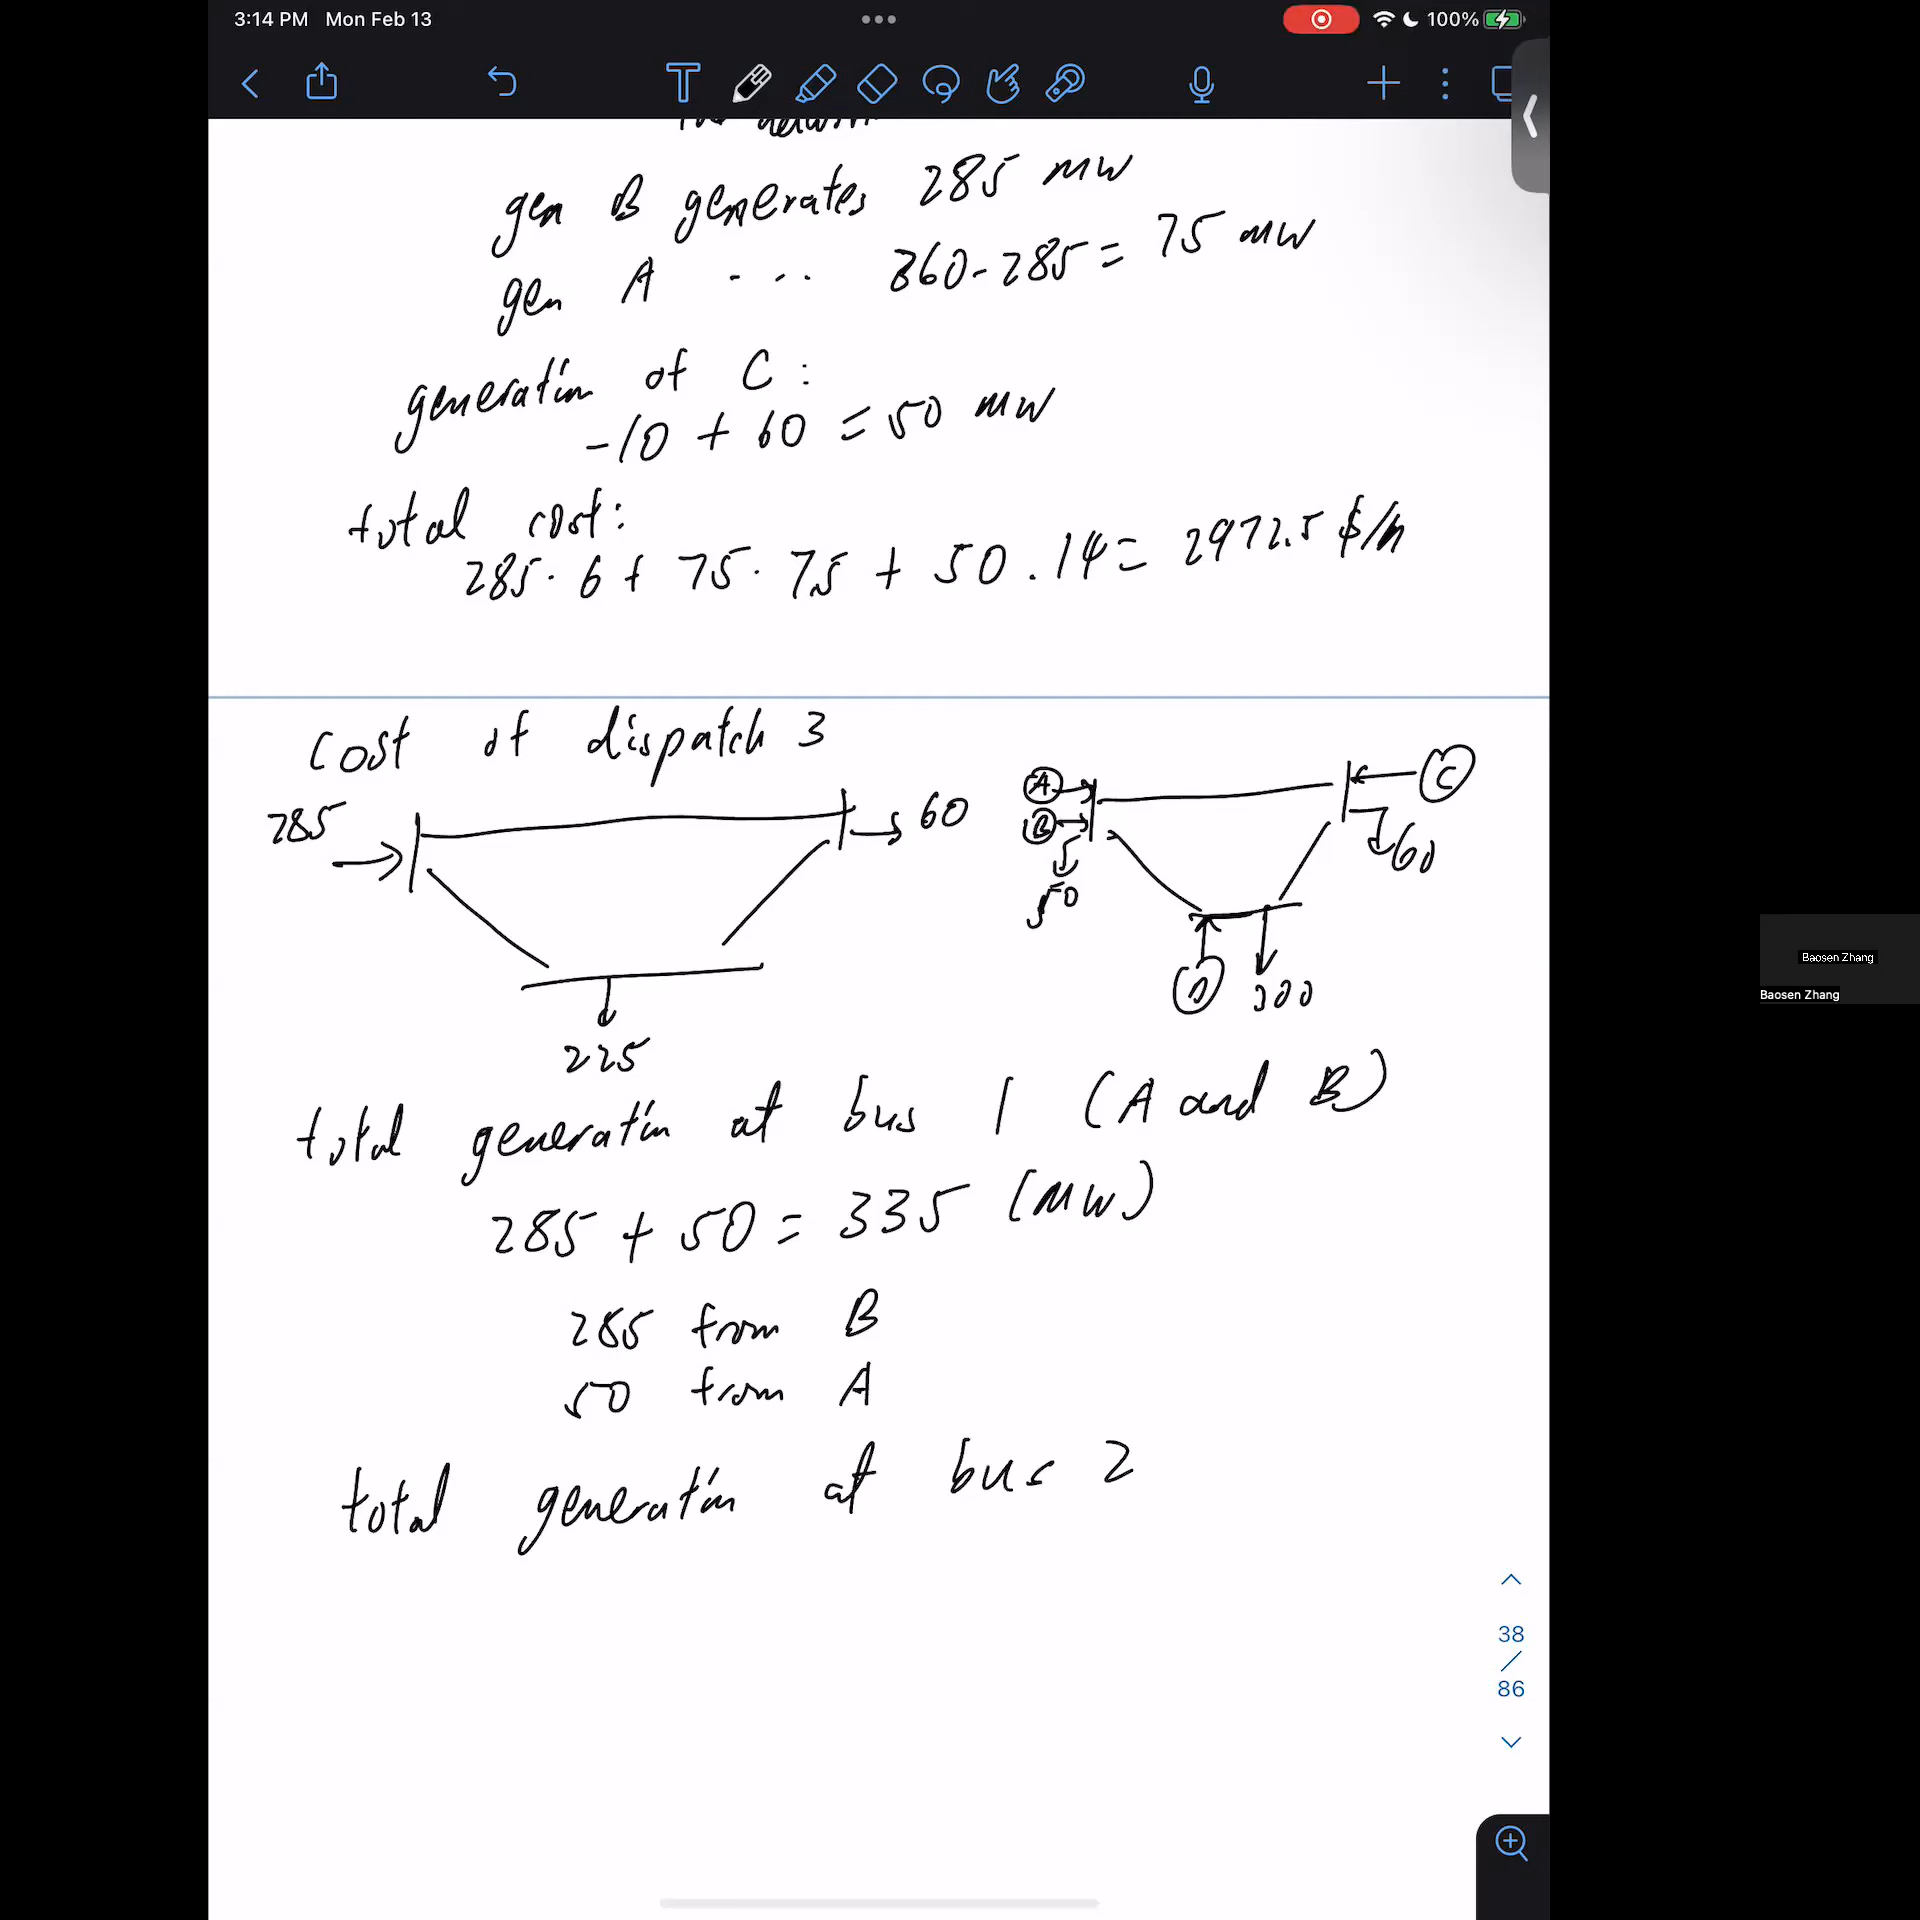 3:14 PM Mon Feb 13
100%
gen B generates 285 MW
gen A ... 360-285 = 75 MW
generation of C:
-10 + 60 = 50 MW
total cost:
285·6 + 75·7.5 + 50·14 = 2972.5 $/h
cost of dispatch 3
285
60
225
A
B
50
C
60
D
300
total generation at bus 1 (A and B)
285 + 50 = 335 (MW)
285 from B
50 from A
total generation at bus 2
38
/
86
Baosen Zhang
Baosen Zhang